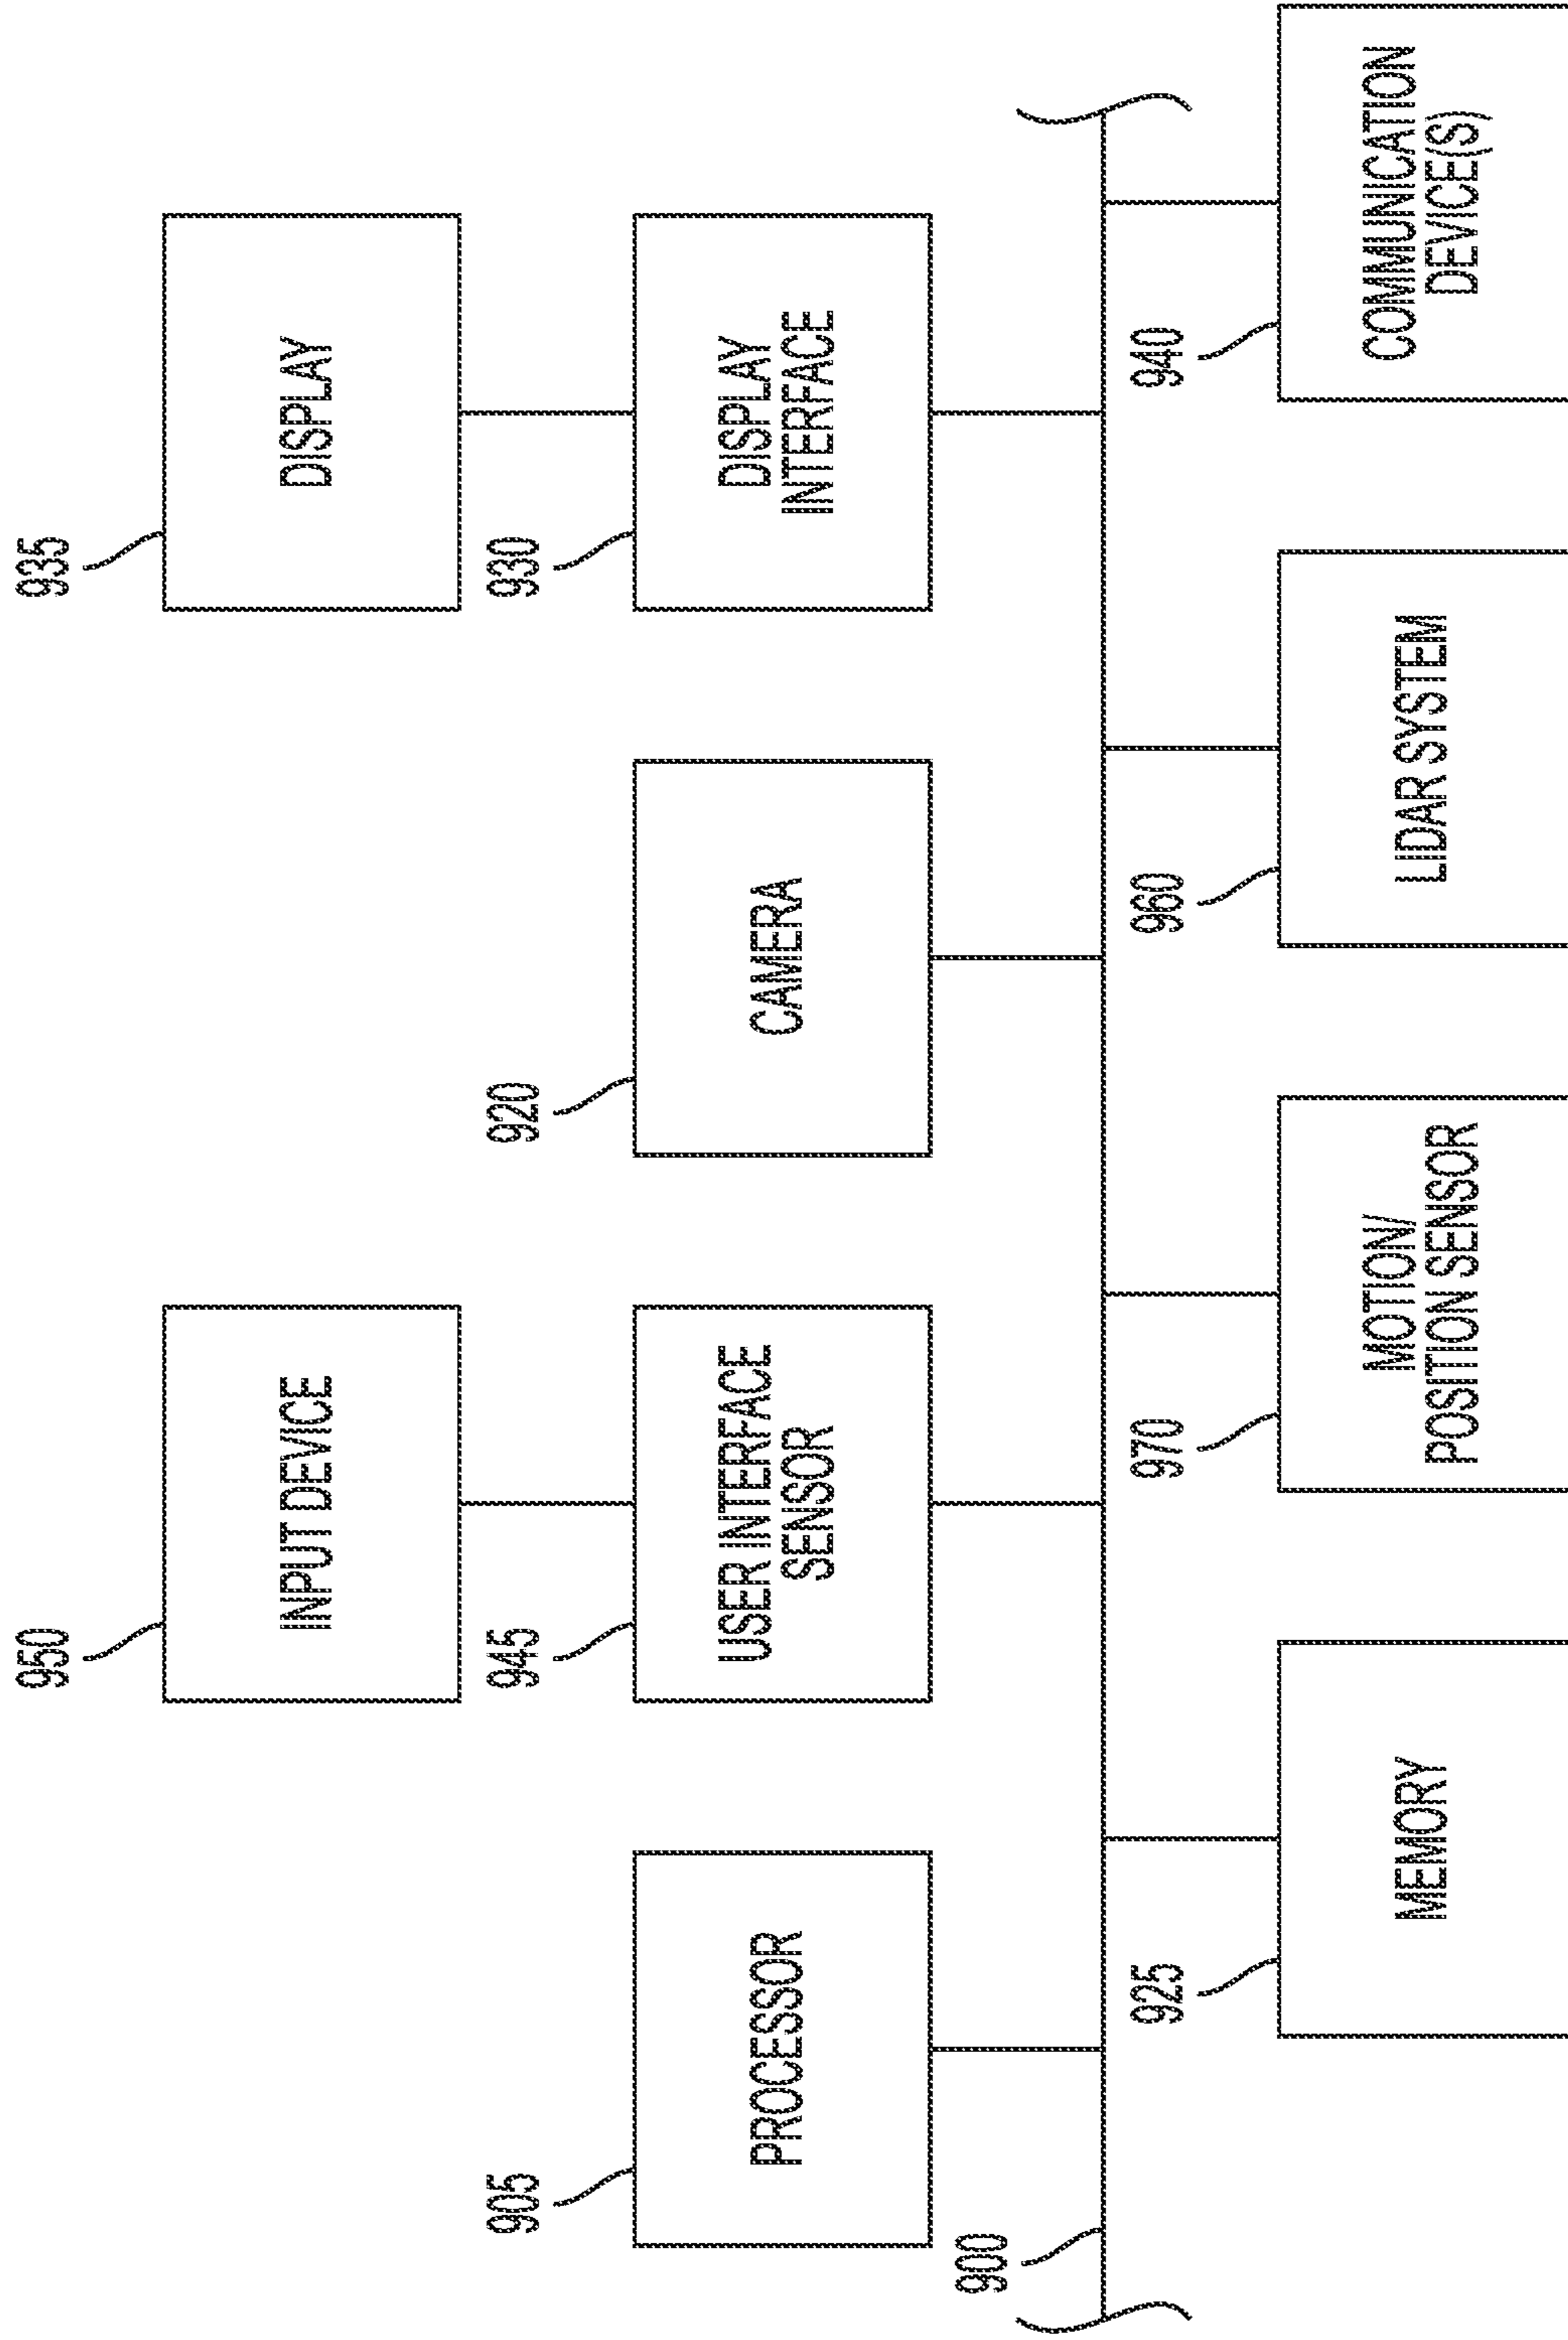 950
INPUT DEVICE
935
DISPLAY
905
PROCESSOR
945
USER INTERFACE
SENSOR
920
CAMERA
930
DISPLAY
INTERFACE
900
925
MEMORY
970
MOTION/
POSITION SENSOR
960
LIDAR SYSTEM
940
COMMUNICATION
DEVICE(S)